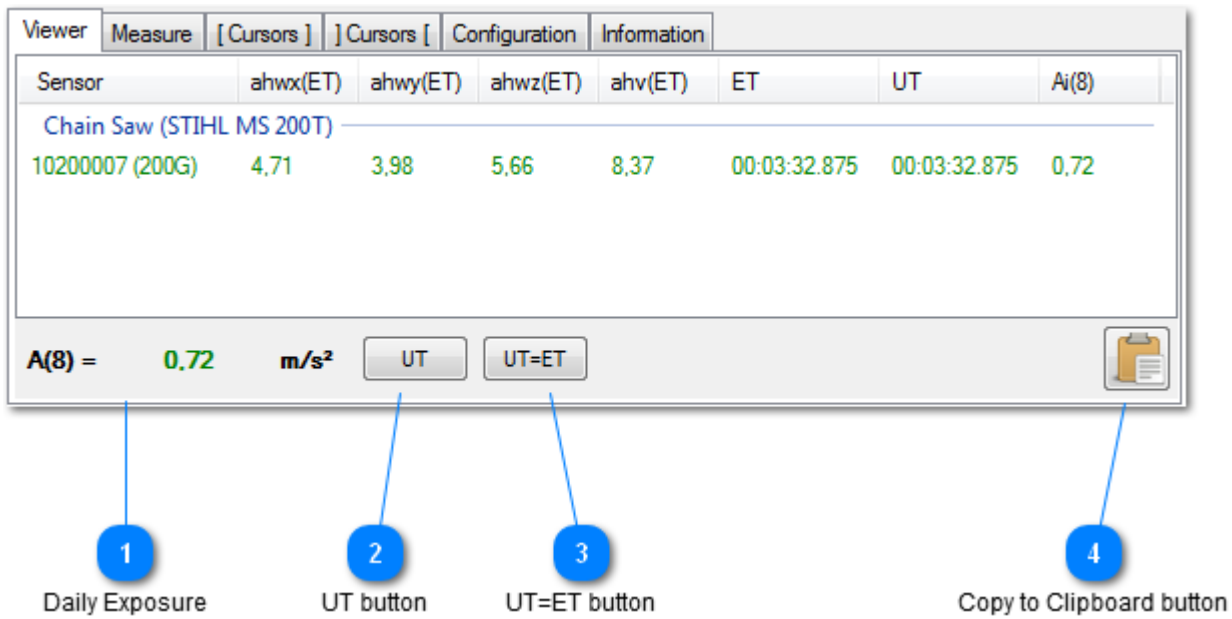 Viewer Measure [ Cursors ] ] Cursors [ Configuration Information
Sensor ahwx(ET) ahwy(ET) ahwz(ET) ahv(ET) ET UT Ai(8)
Chain Saw (STIHL MS 200T)
10200007 (200G) 4,71 3,98 5,66 8,37 00:03:32.875 00:03:32.875 0,72
A(8) = 0,72 m/s² UT UT=ET
1 2 3 4
Daily Exposure UT button UT=ET button Copy to Clipboard button